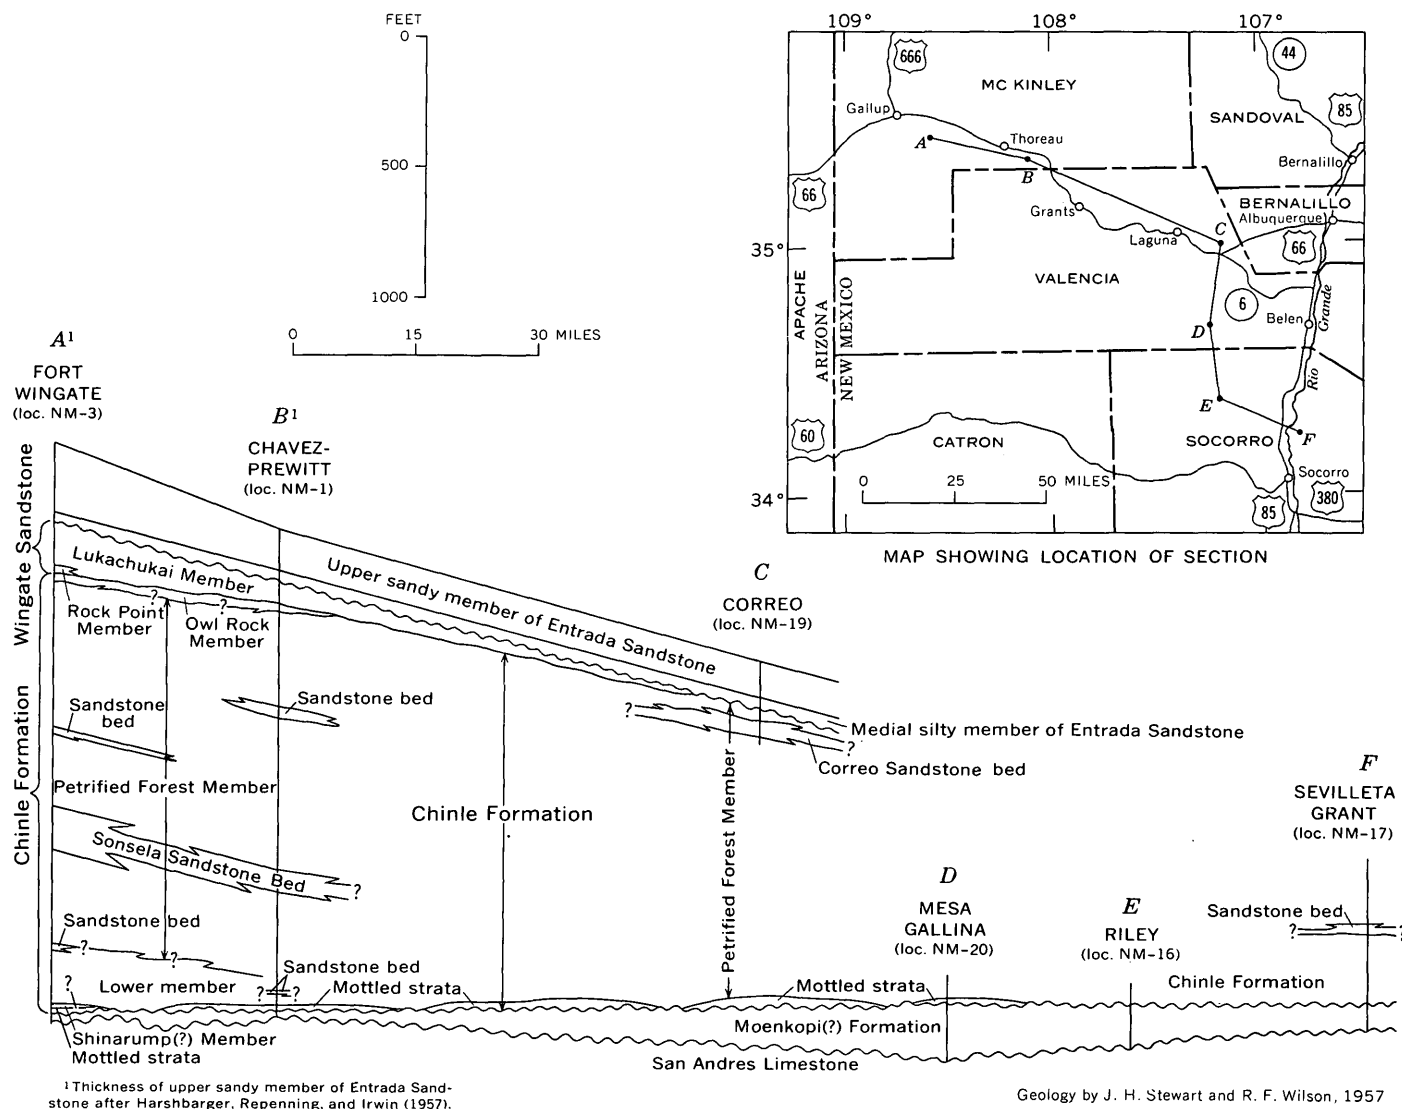 FEET
0
500
1000
0 15 30 MILES
109° 108° 107°
666
44
MC KINLEY
SANDOVAL
85
Gallup
Thoreau
A
B
Bernalillo
66
BERNALILLO
Grants
Albuquerque
C
Laguna
66
35°
VALENCIA
APACHE
ARIZONA
NEW MEXICO
6
Belen
Rio Grande
D
E
60
CATRON
SOCORRO
F
0 25 50 MILES
Socorro
34°
85
380
MAP SHOWING LOCATION OF SECTION
A¹
FORT
WINGATE
(loc. NM-3)
B¹
CHAVEZ-
PREWITT
(loc. NM-1)
C
CORREO
(loc. NM-19)
D
MESA
GALLINA
(loc. NM-20)
E
RILEY
(loc. NM-16)
F
SEVILLETA
GRANT
(loc. NM-17)
Wingate Sandstone
Chinle Formation
Lukachukai Member
Upper sandy member of Entrada Sandstone
? ?
Rock Point
Member
Owl Rock
Member
Sandstone
bed
Sandstone bed
?
Medial silty member of Entrada Sandstone
?
Correo Sandstone bed
Petrified Forest Member
Chinle Formation
Petrified Forest Member
Sonsela Sandstone Bed
?
Sandstone bed
? ?
Sandstone bed
? ?
Lower member
Mottled strata
Mottled strata
Sandstone bed
? ?
Chinle Formation
?
Shinarump(?) Member
Mottled strata
Moenkopi(?) Formation
San Andres Limestone
¹Thickness of upper sandy member of Entrada Sand-
stone after Harshbarger, Repenning, and Irwin (1957).
Geology by J. H. Stewart and R. F. Wilson, 1957